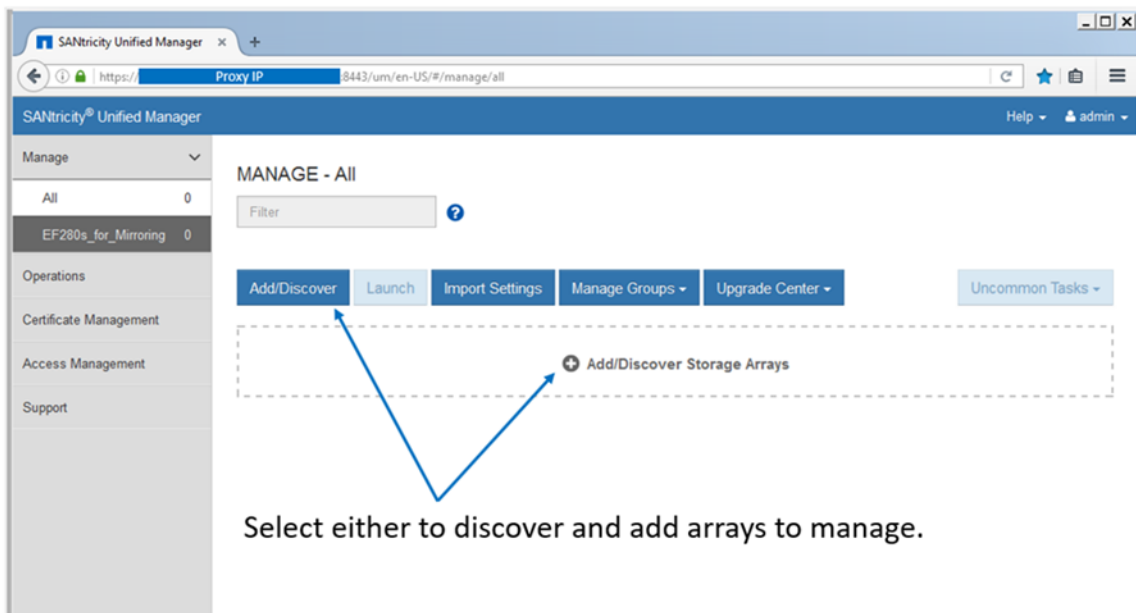 SANtricity Unified Manager × +
https:// Proxy IP :8443/um/en-US/#/manage/all
SANtricity® Unified Manager Help admin
Manage
All 0
EF280s_for_Mirroring 0
Operations
Certificate Management
Access Management
Support
MANAGE - All
Filter ?
Add/Discover Launch Import Settings Manage Groups Upgrade Center Uncommon Tasks
Add/Discover Storage Arrays
Select either to discover and add arrays to manage.